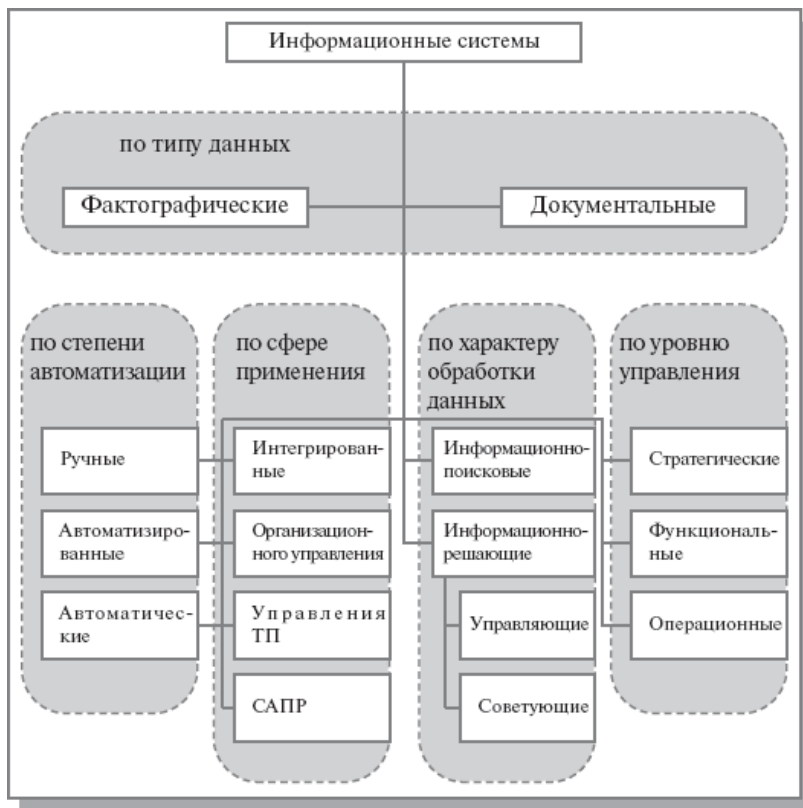 Информационные системы
по типу данных
Фактографические
Документальные
по степени
автоматизации
Ручные
Автоматизиро-
ванные
Автоматичес-
кие
по сфере
применения
Интегрирован-
ные
Организацион-
ного управления
Управления
ТП
САПР
по характеру
обработки
данных
Информационно-
поисковые
Информационно-
решающие
Управляющие
Советующие
по уровню
управления
Стратегические
Функциональ-
ные
Операционные